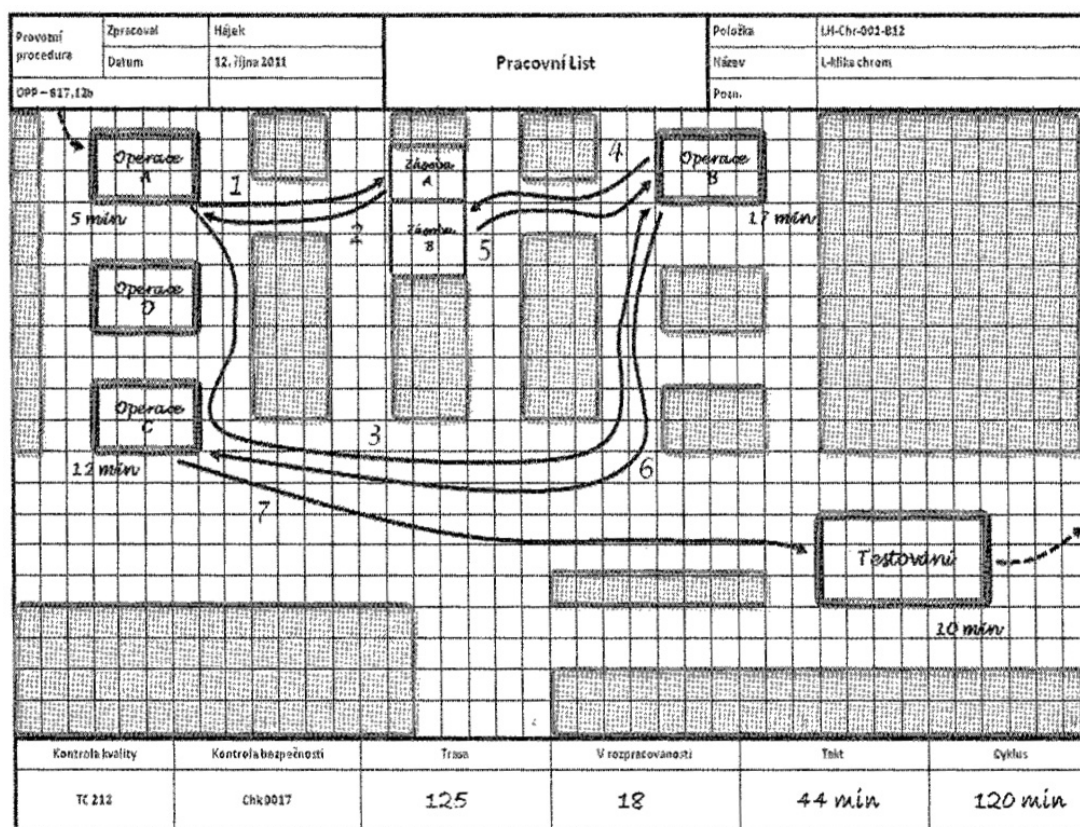 Provozní procedura
Zpracoval
Hájek
Datum
12. října 2011
OPP – 817,12b
Pracovní List
Položka
LH-Chr-001-B12
Název
L-klika chrom
Pozn.
Operace A
5 min
1
2
Zásoba A
Zásoba B
4
5
Operace B
17 min
Operace D
Operace C
12 min
3
6
7
Testování
10 min
Kontrola kvality
Kontrola bezpečnosti
Trasa
V rozpracovanosti
Takt
Cyklus
TC 212
Chk0017
125
18
44 min
120 min